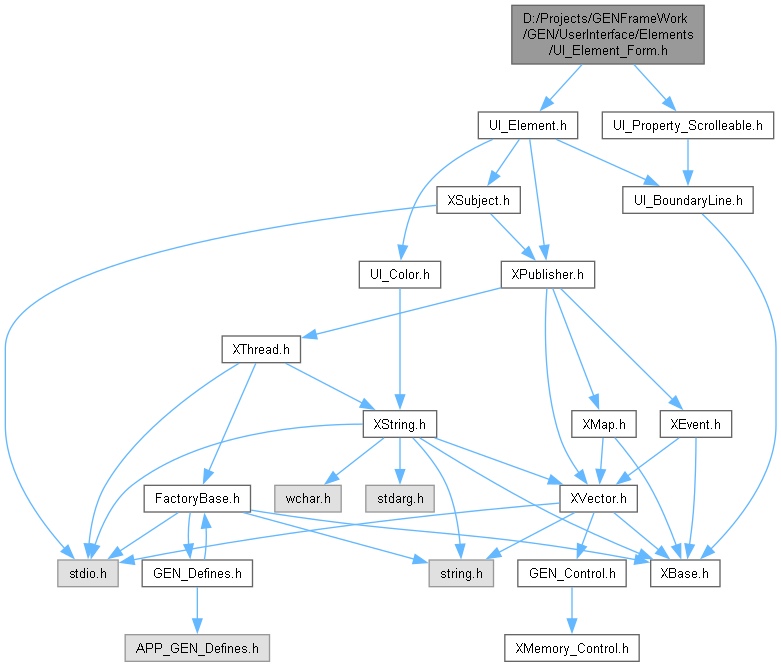 D:/Projects/GENFrameWork
/GEN/UserInterface/Elements
/UI_Element_Form.h
UI_Element.h
UI_Property_Scrolleable.h
XSubject.h
UI_BoundaryLine.h
UI_Color.h
XPublisher.h
XThread.h
XString.h
XMap.h
XEvent.h
FactoryBase.h
wchar.h
stdarg.h
XVector.h
stdio.h
GEN_Defines.h
string.h
GEN_Control.h
XBase.h
APP_GEN_Defines.h
XMemory_Control.h